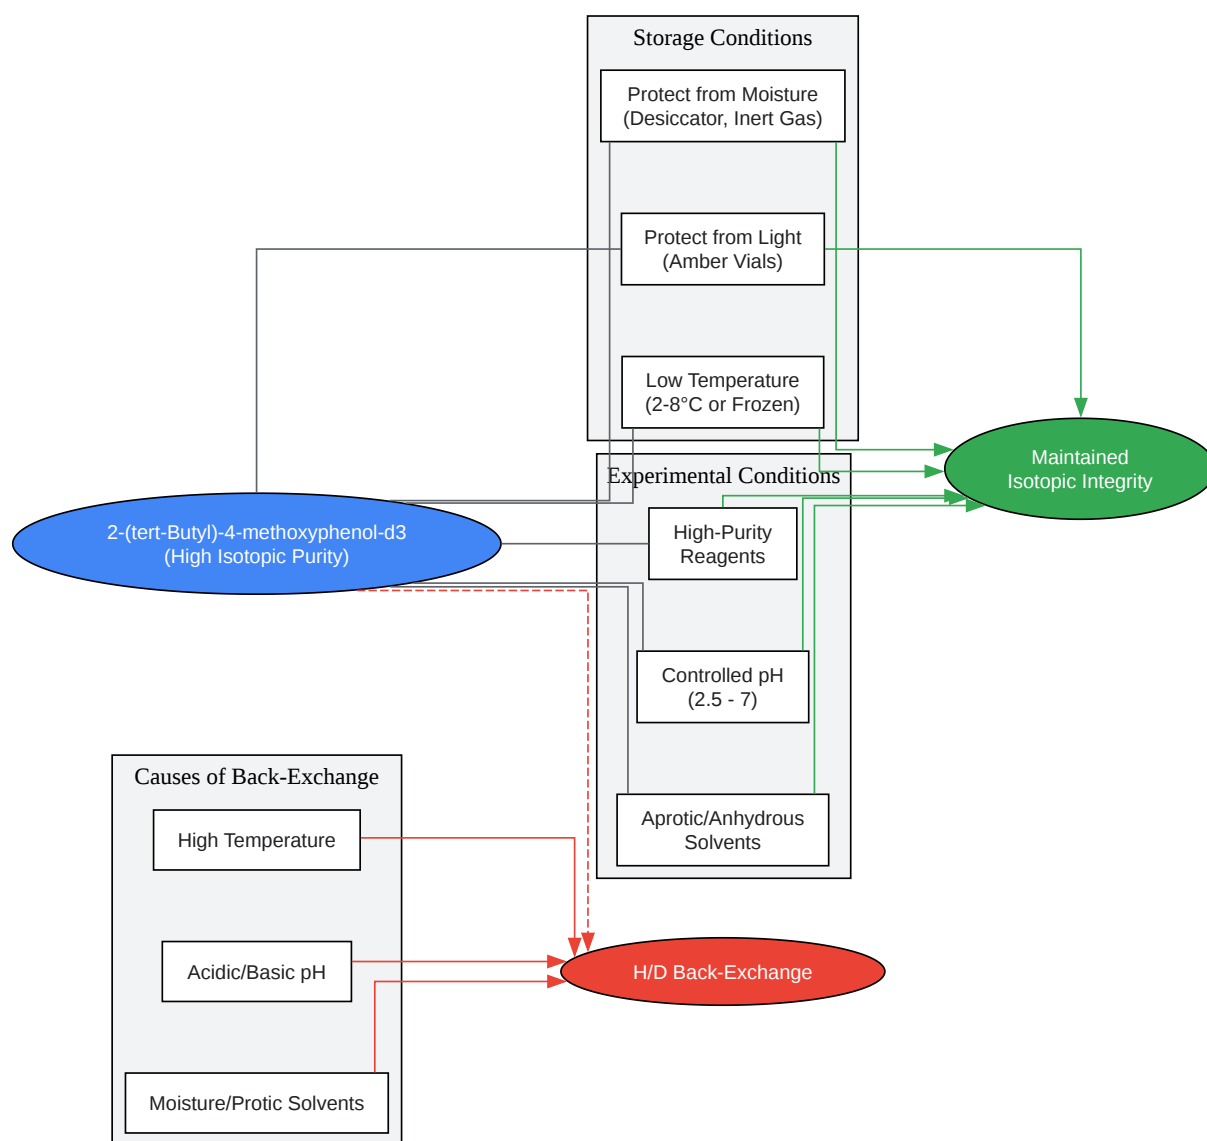 Storage Conditions
Protect from Moisture
(Desiccator, Inert Gas)
Protect from Light
(Amber Vials)
Low Temperature
(2-8°C or Frozen)
Maintained
Isotopic Integrity
Experimental Conditions
2-(tert-Butyl)-4-methoxyphenol-d3
(High Isotopic Purity)
High-Purity
Reagents
Controlled pH
(2.5 - 7)
Aprotic/Anhydrous
Solvents
Causes of Back-Exchange
High Temperature
Acidic/Basic pH
H/D Back-Exchange
Moisture/Protic Solvents